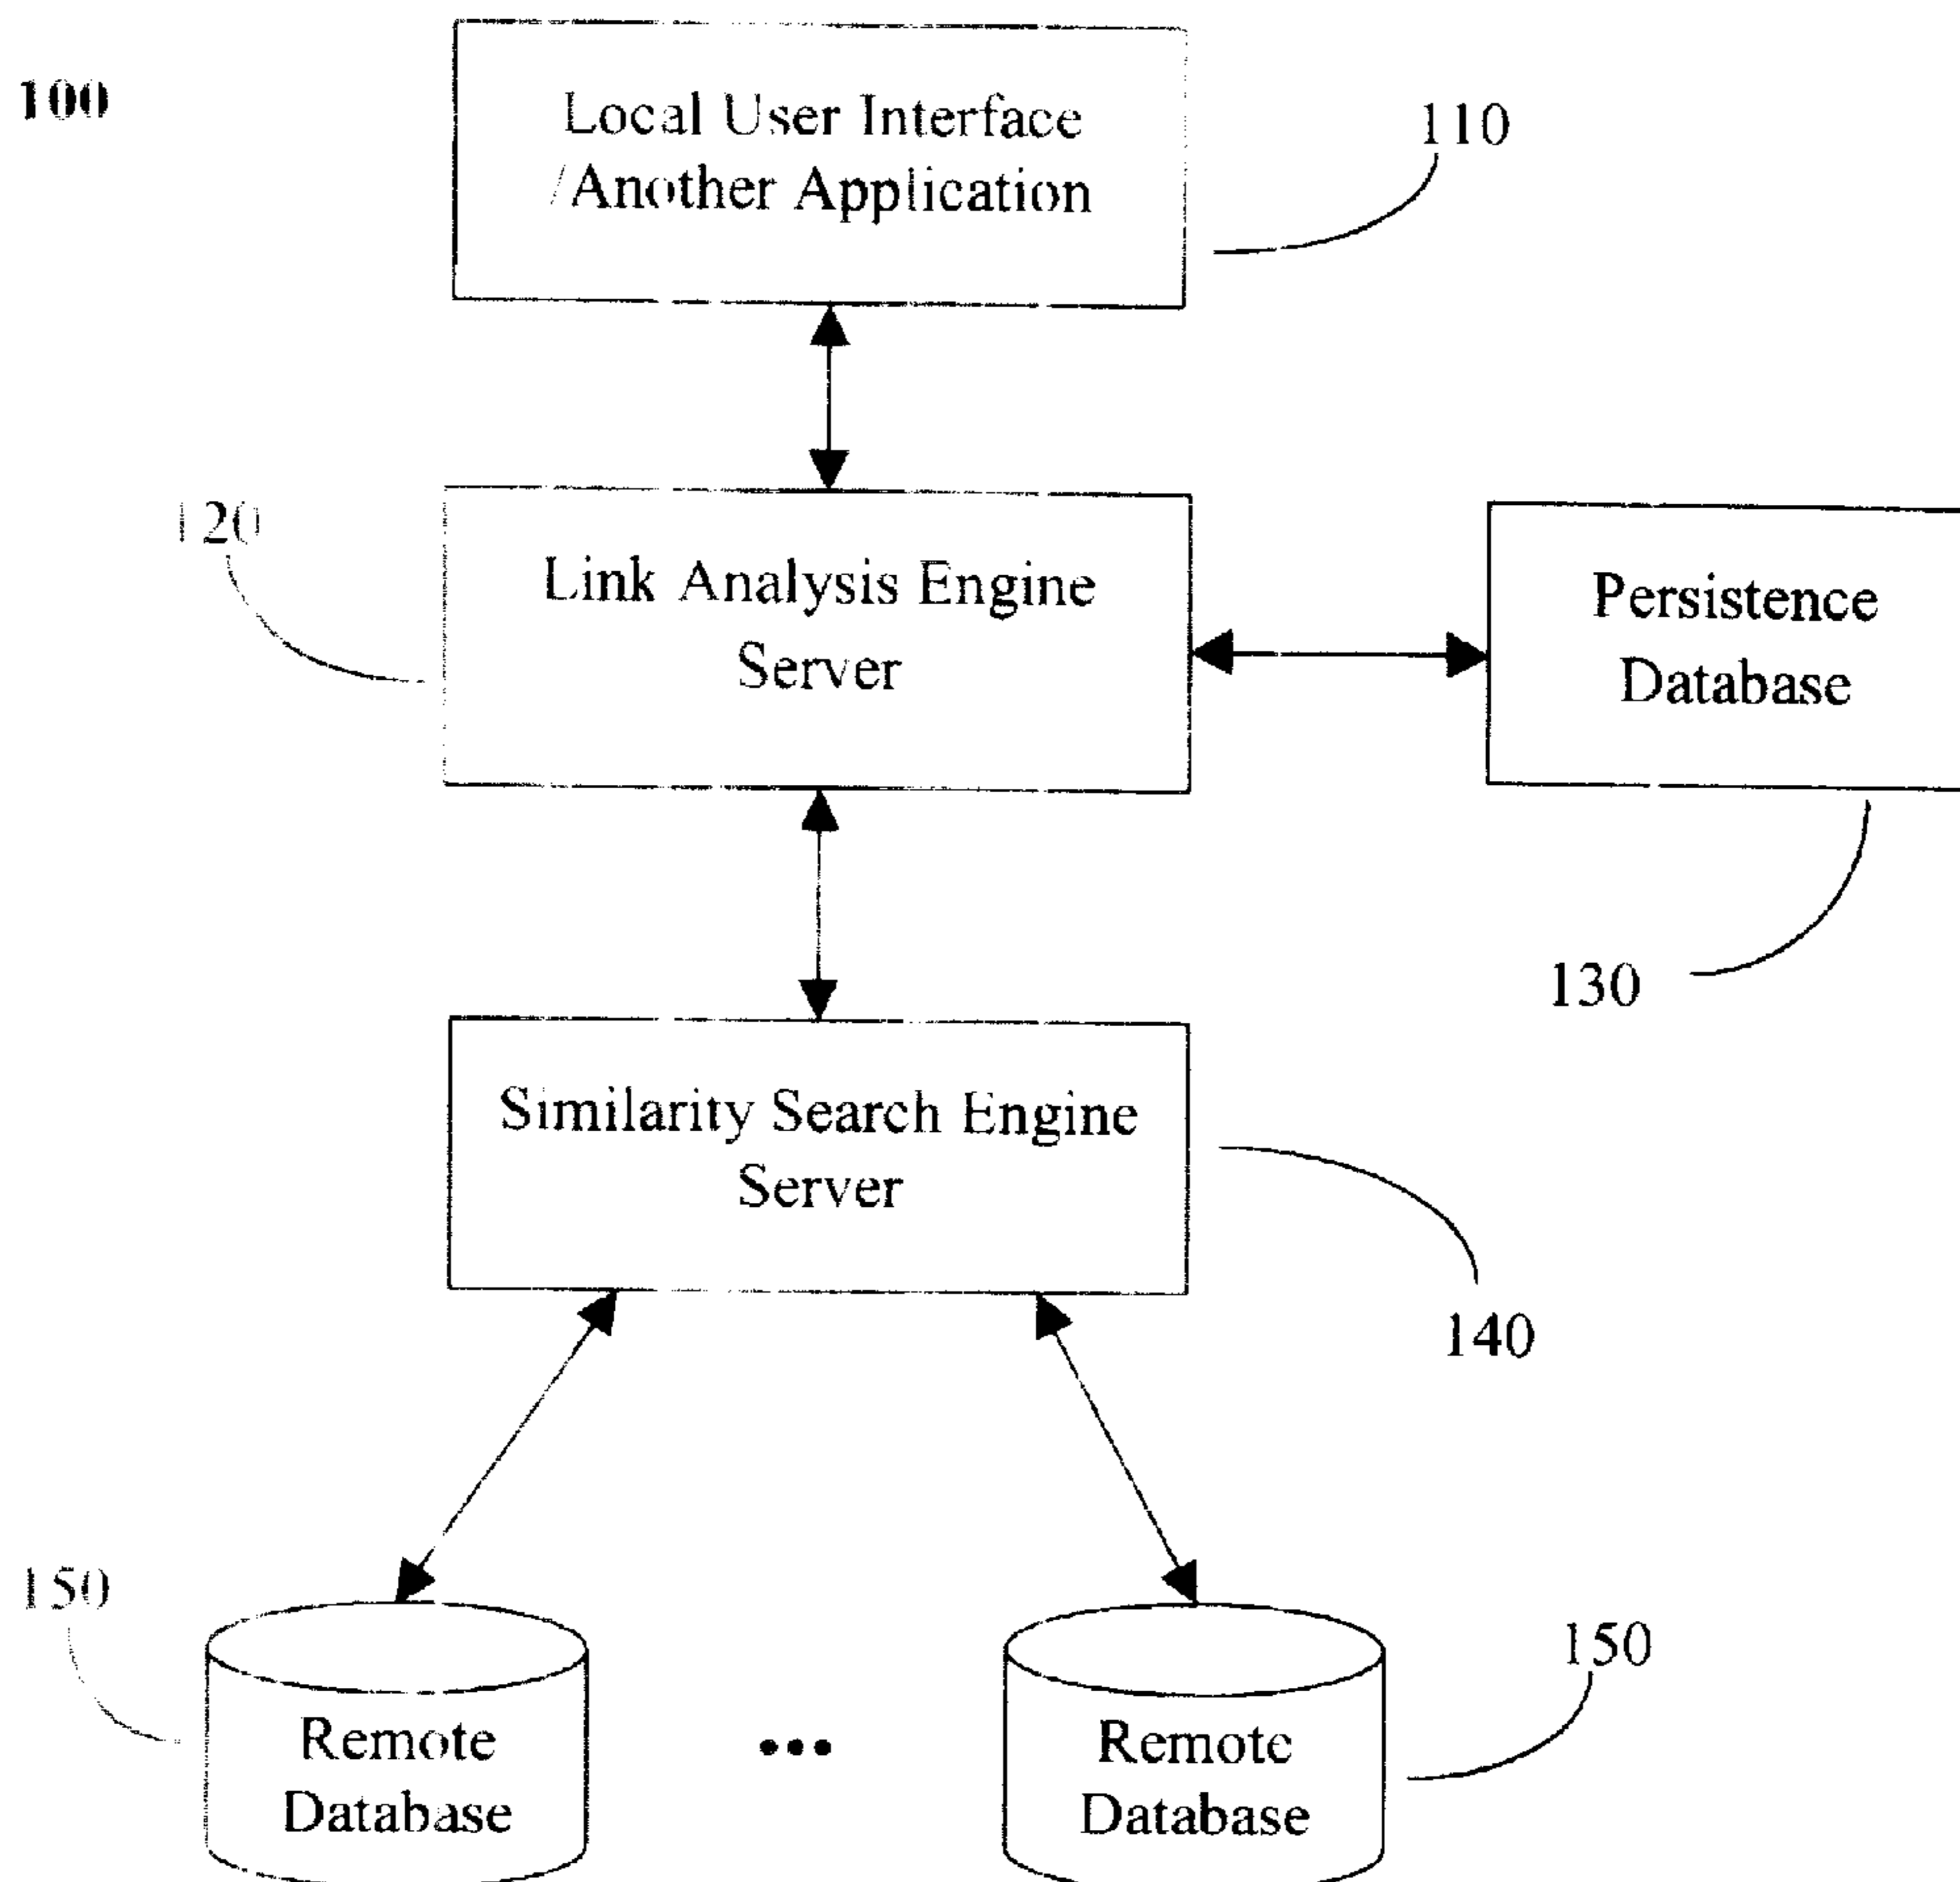 100
Local User Interface
/Another Application
110
120
Link Analysis Engine
Server
Persistence
Database
130
Similarity Search Engine
Server
140
150
Remote
Database
•••
Remote
Database
150